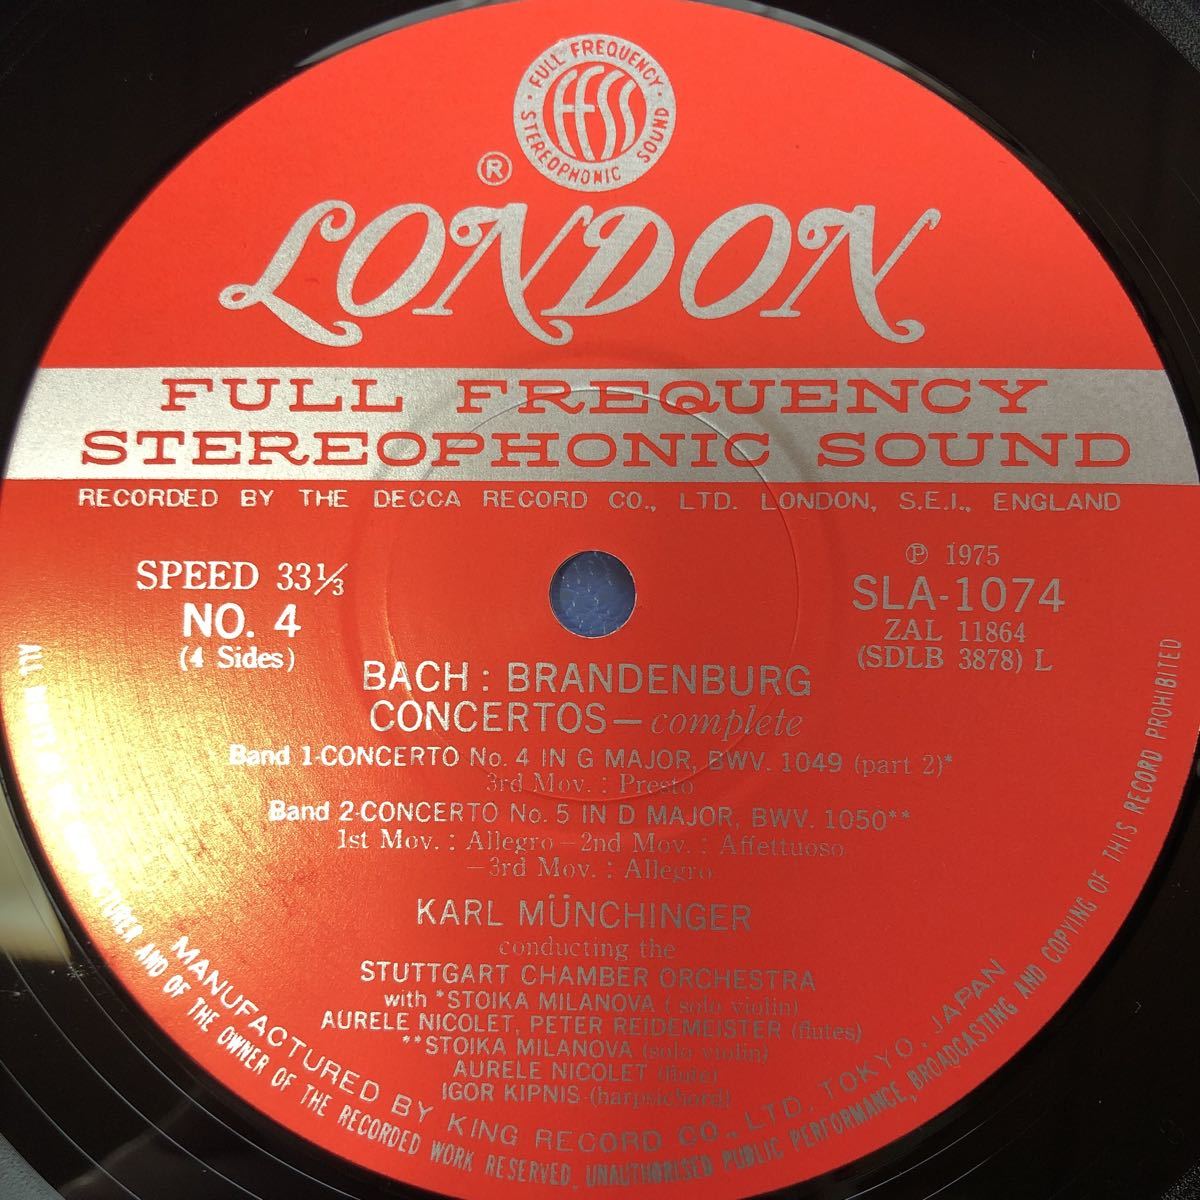 · FULL FREQUENCY · STEREOPHONIC SOUND
FFSS
®
LONDON
FULL FREQUENCY
STEREOPHONIC SOUND
RECORDED BY THE DECCA RECORD CO., LTD. LONDON, S.E.I., ENGLAND
SPEED 33⅓
NO. 4
(4 Sides)
℗ 1975
SLA-1074
ZAL 11864
(SDLB 3878) L
BACH : BRANDENBURG
CONCERTOS—complete
Band 1-CONCERTO No. 4 IN G MAJOR, BWV. 1049 (part 2)*
3rd Mov. : Presto
Band 2-CONCERTO No. 5 IN D MAJOR, BWV. 1050**
1st Mov. : Allegro—2nd Mov. : Affettuoso
—3rd Mov. : Allegro
KARL MÜNCHINGER
conducting the
STUTTGART CHAMBER ORCHESTRA
with *STOIKA MILANOVA (solo violin)
AURELE NICOLET, PETER REIDEMEISTER (flutes)
**STOIKA MILANOVA (solo violin)
AURELE NICOLET (flute)
IGOR KIPNIS (harpsichord)
MANUFACTURED BY KING RECORD CO., LTD. TOKYO, JAPAN
ALL RIGHTS OF THE MANUFACTURER AND OF THE OWNER OF THE RECORDED WORK RESERVED. UNAUTHORISED PUBLIC PERFORMANCE, BROADCASTING AND COPYING OF THIS RECORD PROHIBITED